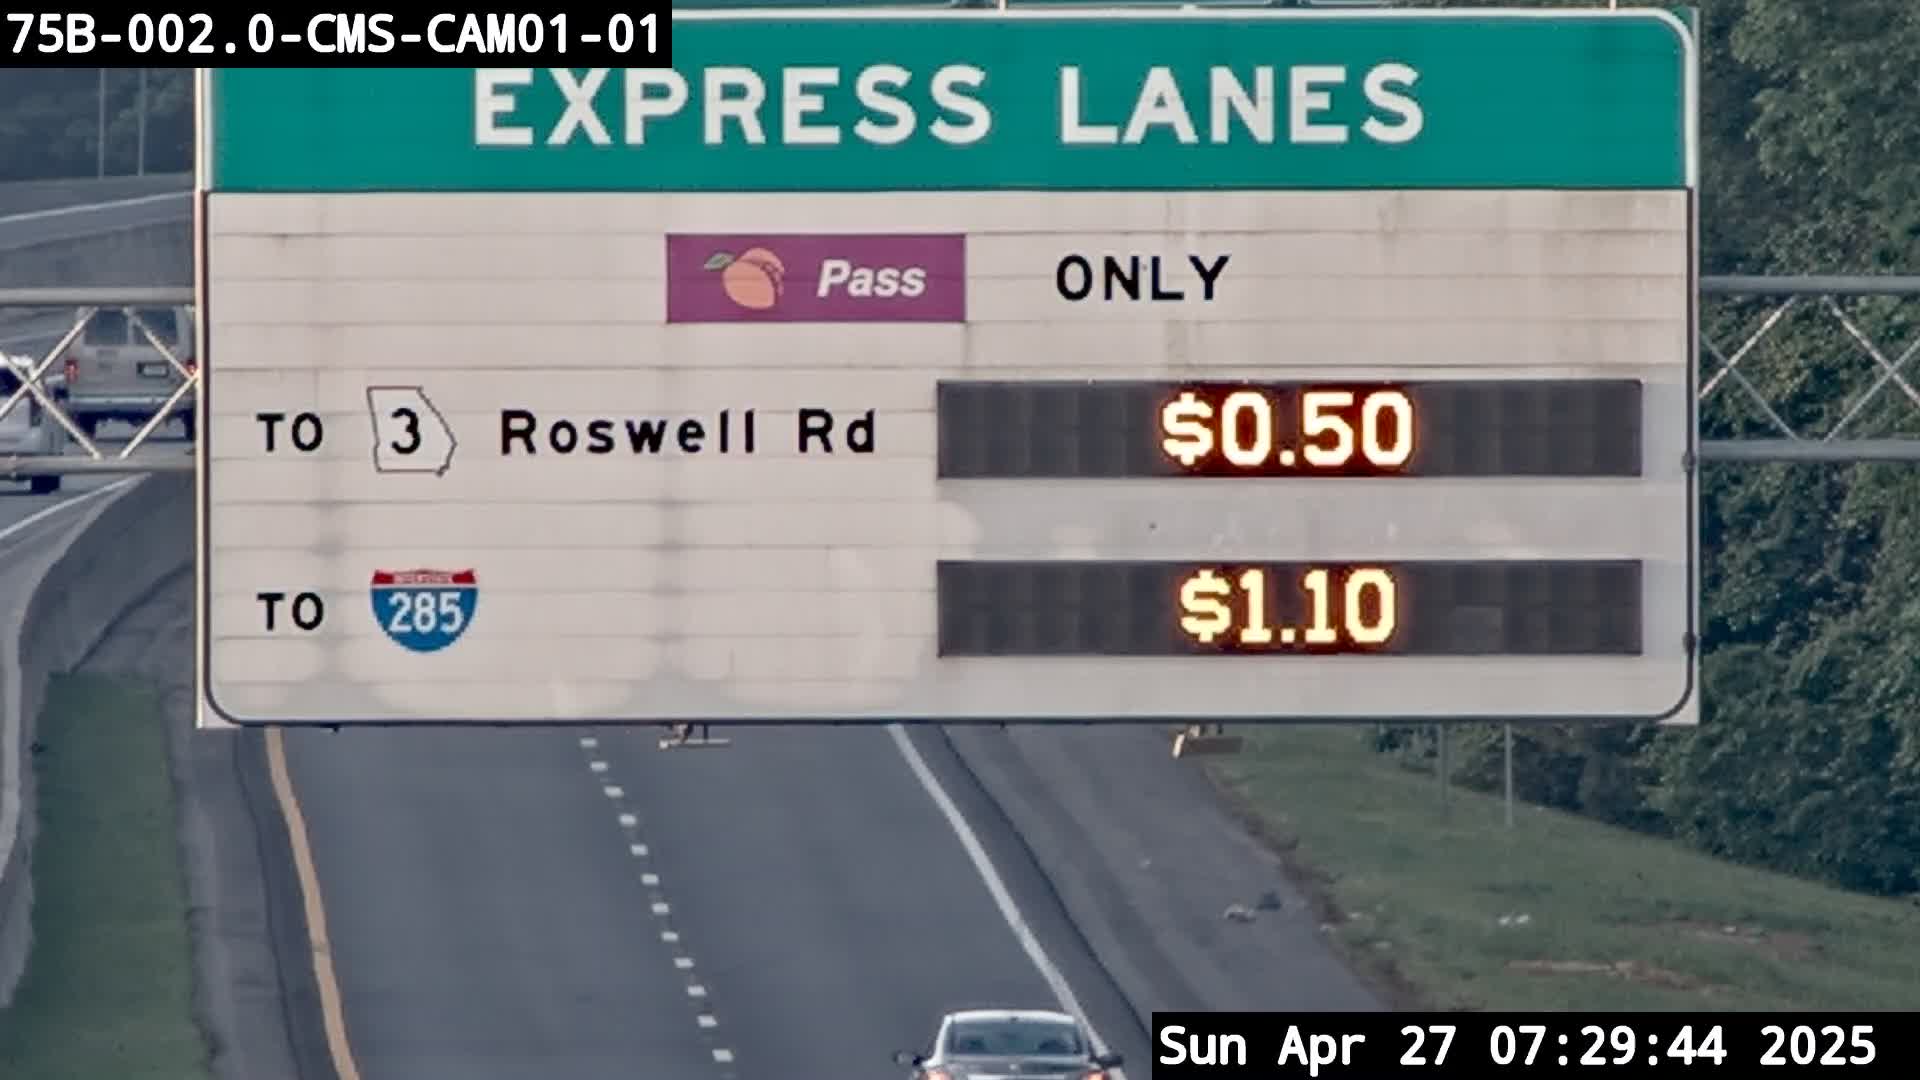 75B-002.0-CMS-CAM01-01
EXPRESS LANES
Pass ONLY
TO 3 Roswell Rd $0.50
TO 285 $1.10
Sun Apr 27 07:29:44 2025